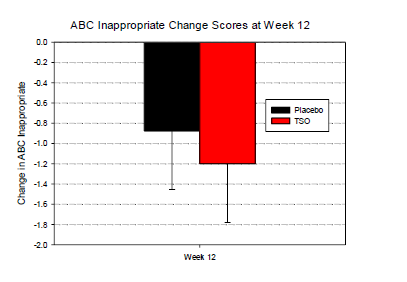 ABC Inappropriate Change Scores at Week 12
Change in ABC Inappropriate
0.0
-0.2
-0.4
-0.6
-0.8
-1.0
-1.2
-1.4
-1.6
-1.8
-2.0
Placebo
TSO
Week 12